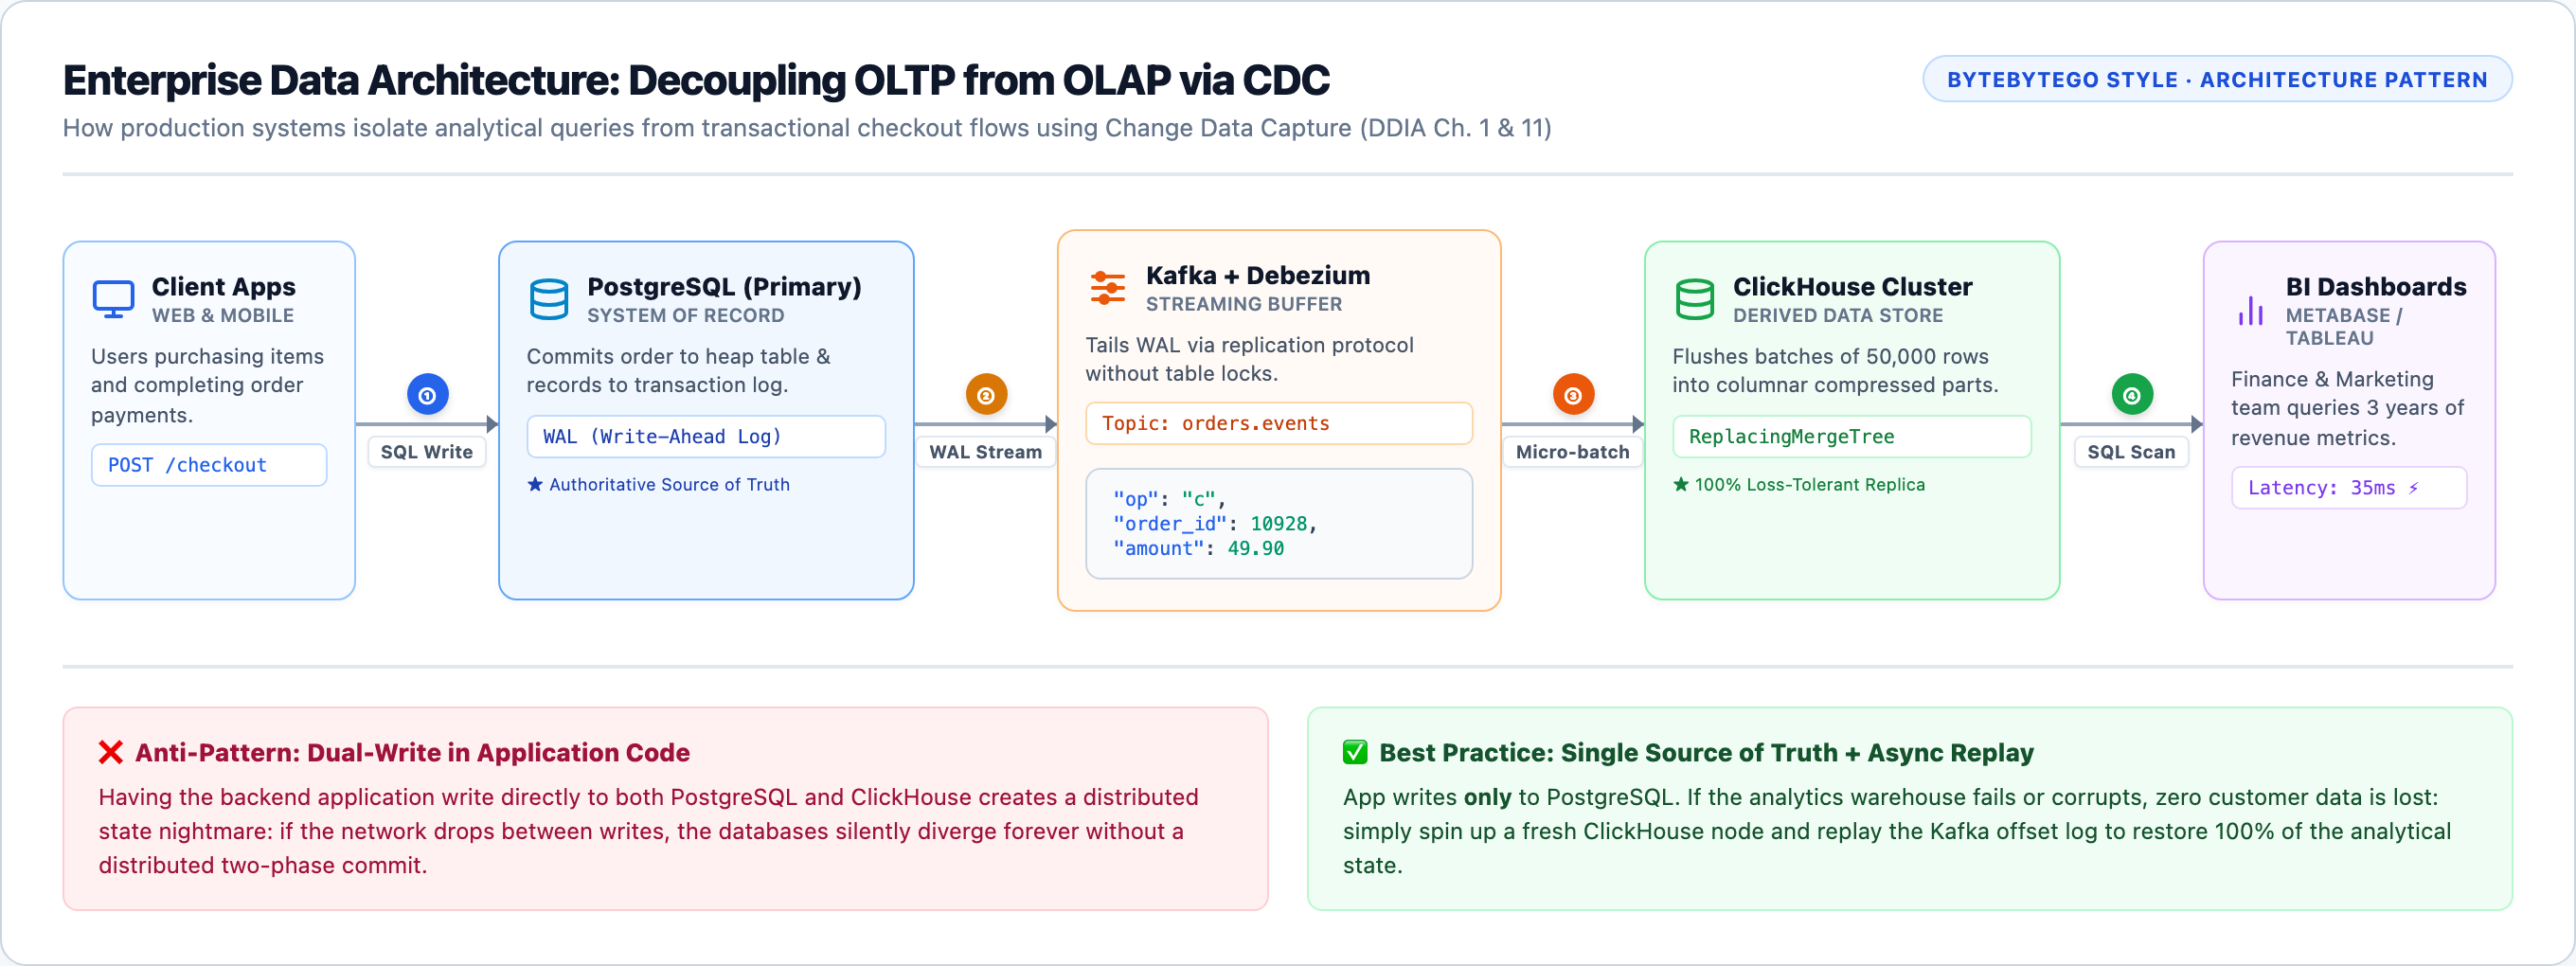 Enterprise Data Architecture: Decoupling OLTP from OLAP via CDC
BYTEBYTEGO STYLE · ARCHITECTURE PATTERN
How production systems isolate analytical queries from transactional checkout flows using Change Data Capture (DDIA Ch. 1 & 11)
Client Apps
WEB & MOBILE
Users purchasing items
and completing order
payments.
POST /checkout
①
SQL Write
PostgreSQL (Primary)
SYSTEM OF RECORD
Commits order to heap table &
records to transaction log.
WAL (Write-Ahead Log)
★ Authoritative Source of Truth
②
WAL Stream
Kafka + Debezium
STREAMING BUFFER
Tails WAL via replication protocol
without table locks.
Topic: orders.events
"op": "c",
"order_id": 10928,
"amount": 49.90
③
Micro-batch
ClickHouse Cluster
DERIVED DATA STORE
Flushes batches of 50,000 rows
into columnar compressed parts.
ReplacingMergeTree
★ 100% Loss-Tolerant Replica
④
SQL Scan
BI Dashboards
METABASE /
TABLEAU
Finance & Marketing
team queries 3 years of
revenue metrics.
Latency: 35ms ⚡
❌ Anti-Pattern: Dual-Write in Application Code
Having the backend application write directly to both PostgreSQL and ClickHouse creates a distributed
state nightmare: if the network drops between writes, the databases silently diverge forever without a
distributed two-phase commit.
✅ Best Practice: Single Source of Truth + Async Replay
App writes only to PostgreSQL. If the analytics warehouse fails or corrupts, zero customer data is lost:
simply spin up a fresh ClickHouse node and replay the Kafka offset log to restore 100% of the analytical
state.